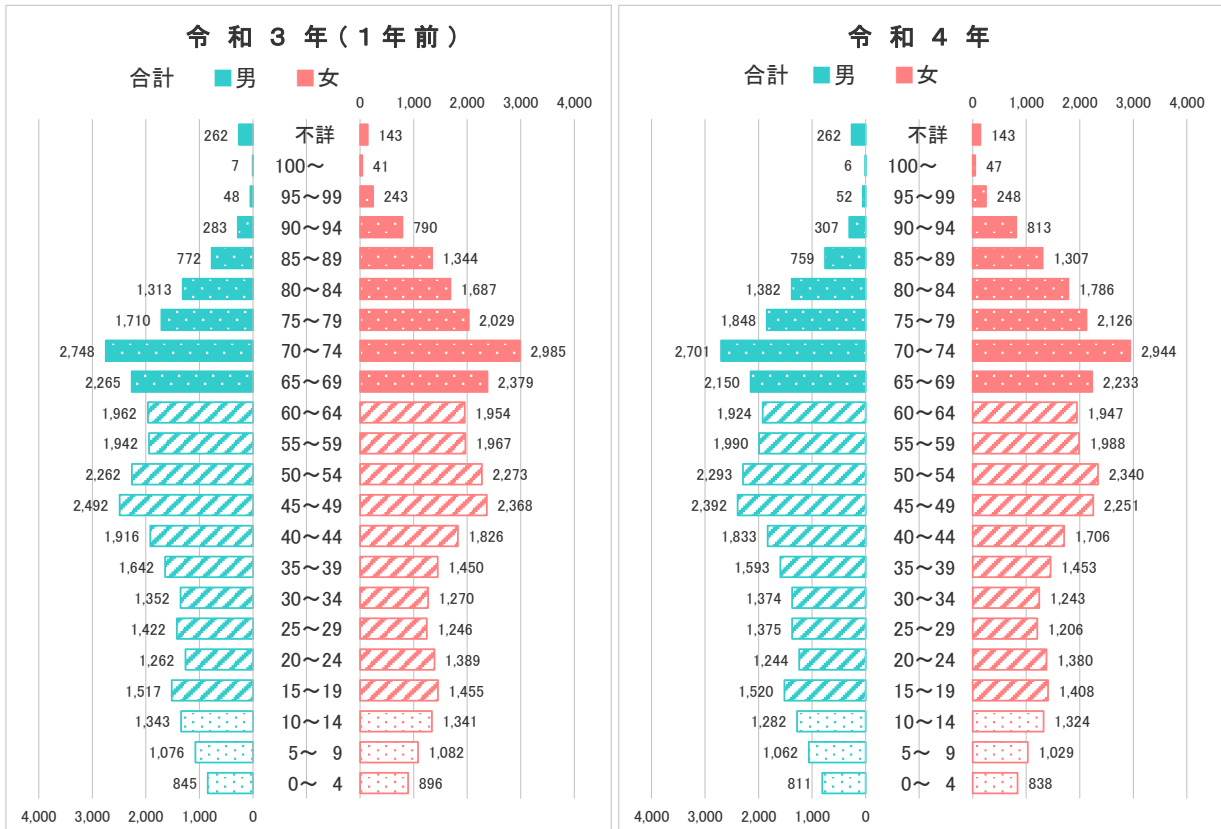 令和3年(1年前)
合計 男 女
0 1,000 2,000 3,000 4,000
262 不詳 143
7 100～ 41
48 95～99 243
283 90～94 790
772 85～89 1,344
1,313 80～84 1,687
1,710 75～79 2,029
2,748 70～74 2,985
2,265 65～69 2,379
1,962 60～64 1,954
1,942 55～59 1,967
2,262 50～54 2,273
2,492 45～49 2,368
1,916 40～44 1,826
1,642 35～39 1,450
1,352 30～34 1,270
1,422 25～29 1,246
1,262 20～24 1,389
1,517 15～19 1,455
1,343 10～14 1,341
1,076 5～ 9 1,082
845 0～ 4 896
4,000 3,000 2,000 1,000 0
令和4年
合計 男 女
0 1,000 2,000 3,000 4,000
262 不詳 143
6 100～ 47
52 95～99 248
307 90～94 813
759 85～89 1,307
1,382 80～84 1,786
1,848 75～79 2,126
2,701 70～74 2,944
2,150 65～69 2,233
1,924 60～64 1,947
1,990 55～59 1,988
2,293 50～54 2,340
2,392 45～49 2,251
1,833 40～44 1,706
1,593 35～39 1,453
1,374 30～34 1,243
1,375 25～29 1,206
1,244 20～24 1,380
1,520 15～19 1,408
1,282 10～14 1,324
1,062 5～ 9 1,029
811 0～ 4 838
4,000 3,000 2,000 1,000 0